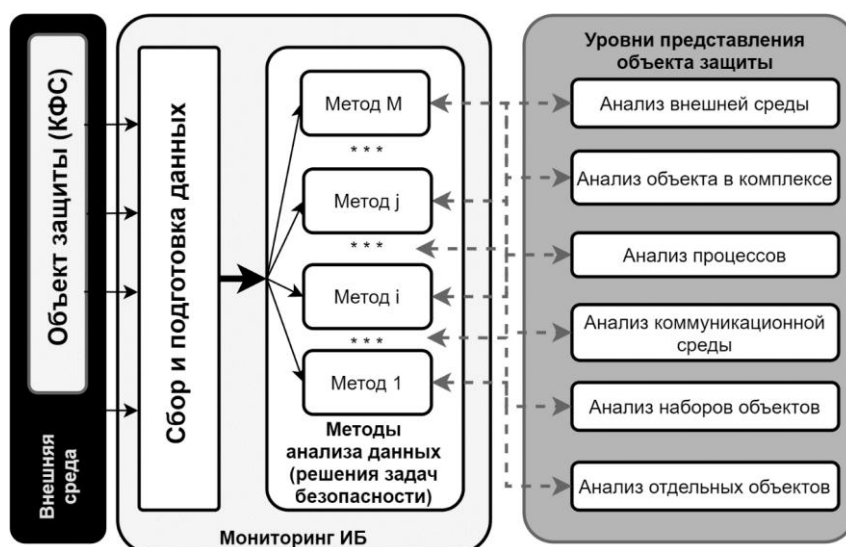 Объект защиты (КФС)
Внешняя
среда
Сбор и подготовка данных
Метод M
* * *
Метод j
* * *
Метод i
* * *
Метод 1
Методы
анализа данных
(решения задач
безопасности)
Мониторинг ИБ
Уровни представления
объекта защиты
Анализ внешней среды
Анализ объекта в комплексе
Анализ процессов
Анализ коммуникационной
среды
Анализ наборов объектов
Анализ отдельных объектов